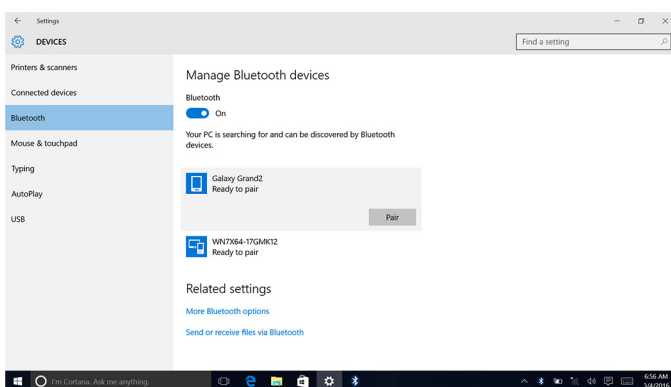 Settings
DEVICES
Find a setting
Printers & scanners
Connected devices
Bluetooth
Mouse & touchpad
Typing
AutoPlay
USB
Manage Bluetooth devices
Bluetooth
On
Your PC is searching for and can be discovered by Bluetooth
devices.
Galaxy Grand2
Ready to pair
Pair
WN7X64-17GMK12
Ready to pair
Related settings
More Bluetooth options
Send or receive files via Bluetooth
I'm Cortana. Ask me anything.
6:56 AM
3/4/2016